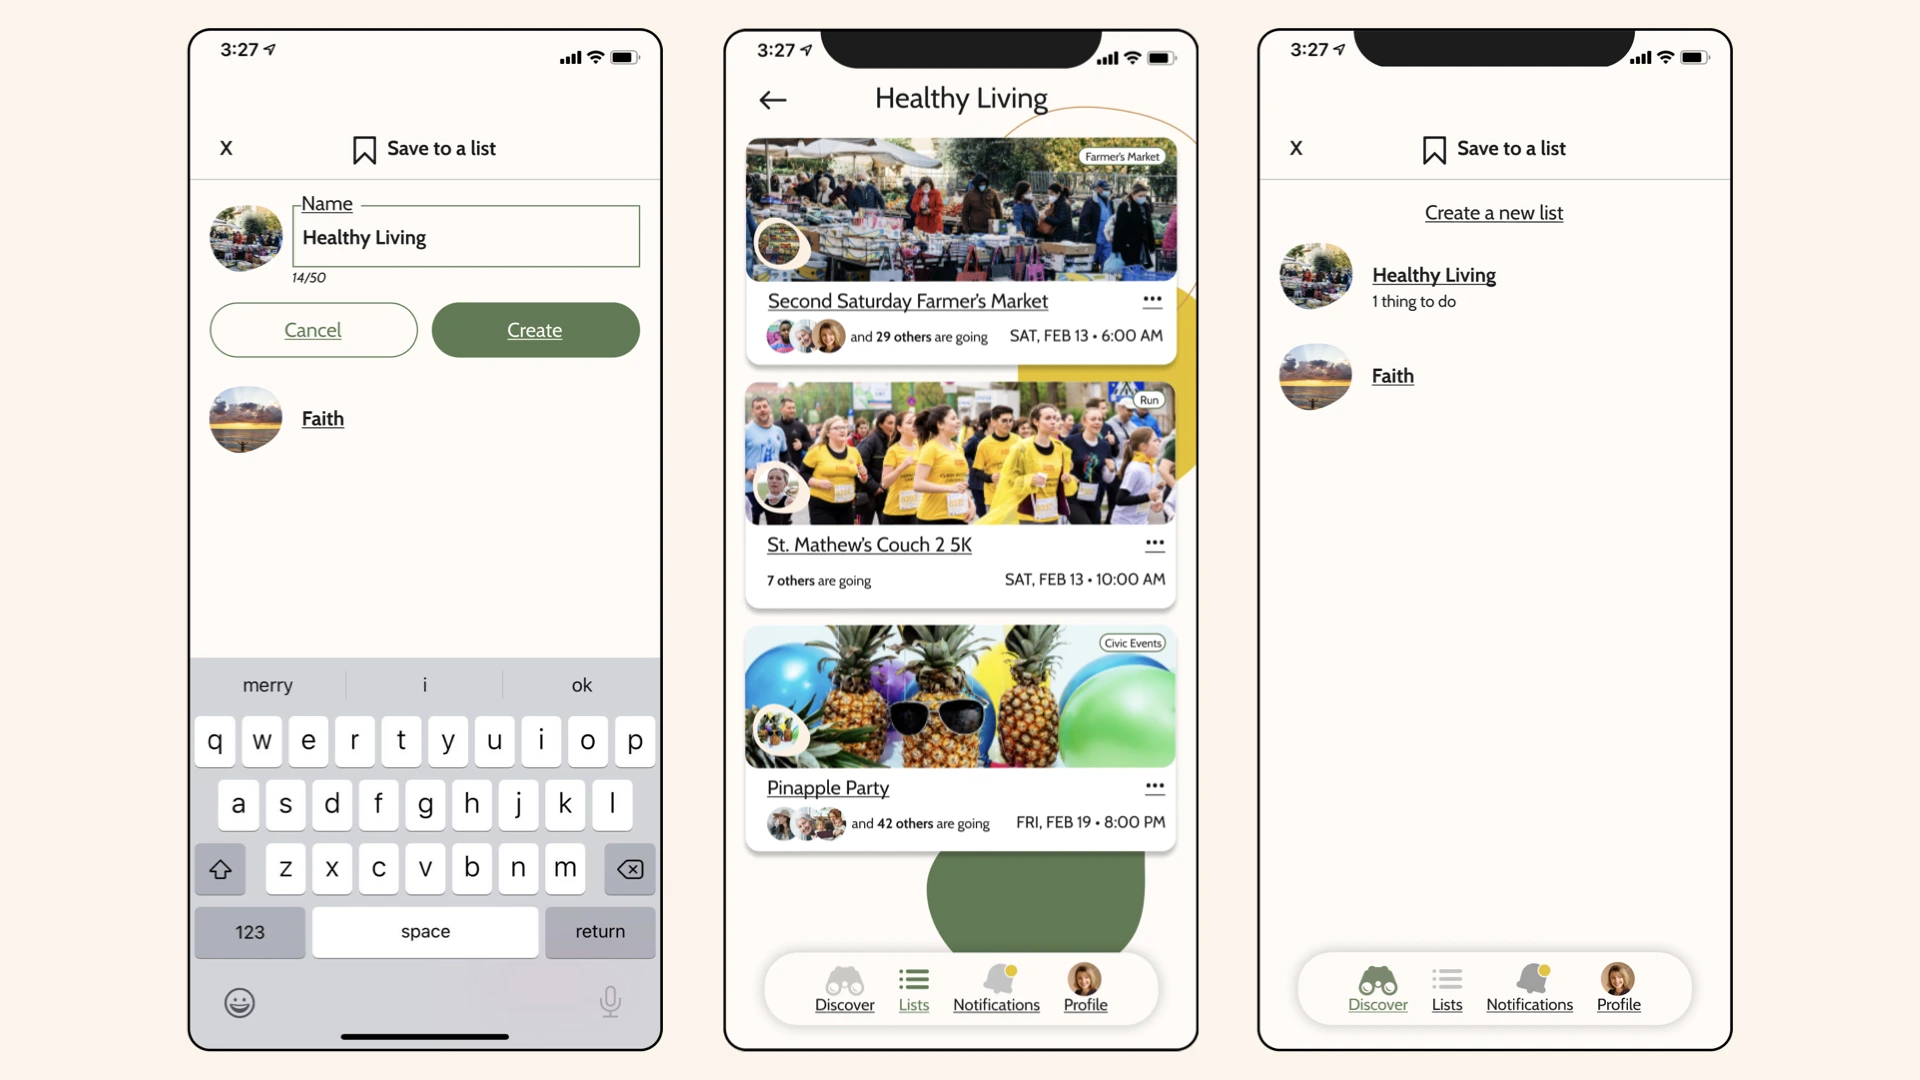 3:27
X
Save to a list
Name
Healthy Living
14/50
Cancel
Create
Faith
merry
i
ok
q w e r t y u i o p
a s d f g h j k l
z x c v b n m
123
space
return
3:27
Healthy Living
Farmer's Market
Second Saturday Farmer's Market
and 29 others are going
SAT, FEB 13 • 6:00 AM
Run
St. Mathew's Couch 2 5K
7 others are going
SAT, FEB 13 • 10:00 AM
Civic Events
Pinapple Party
and 42 others are going
FRI, FEB 19 • 8:00 PM
Discover
Lists
Notifications
Profile
3:27
X
Save to a list
Create a new list
Healthy Living
1 thing to do
Faith
Discover
Lists
Notifications
Profile